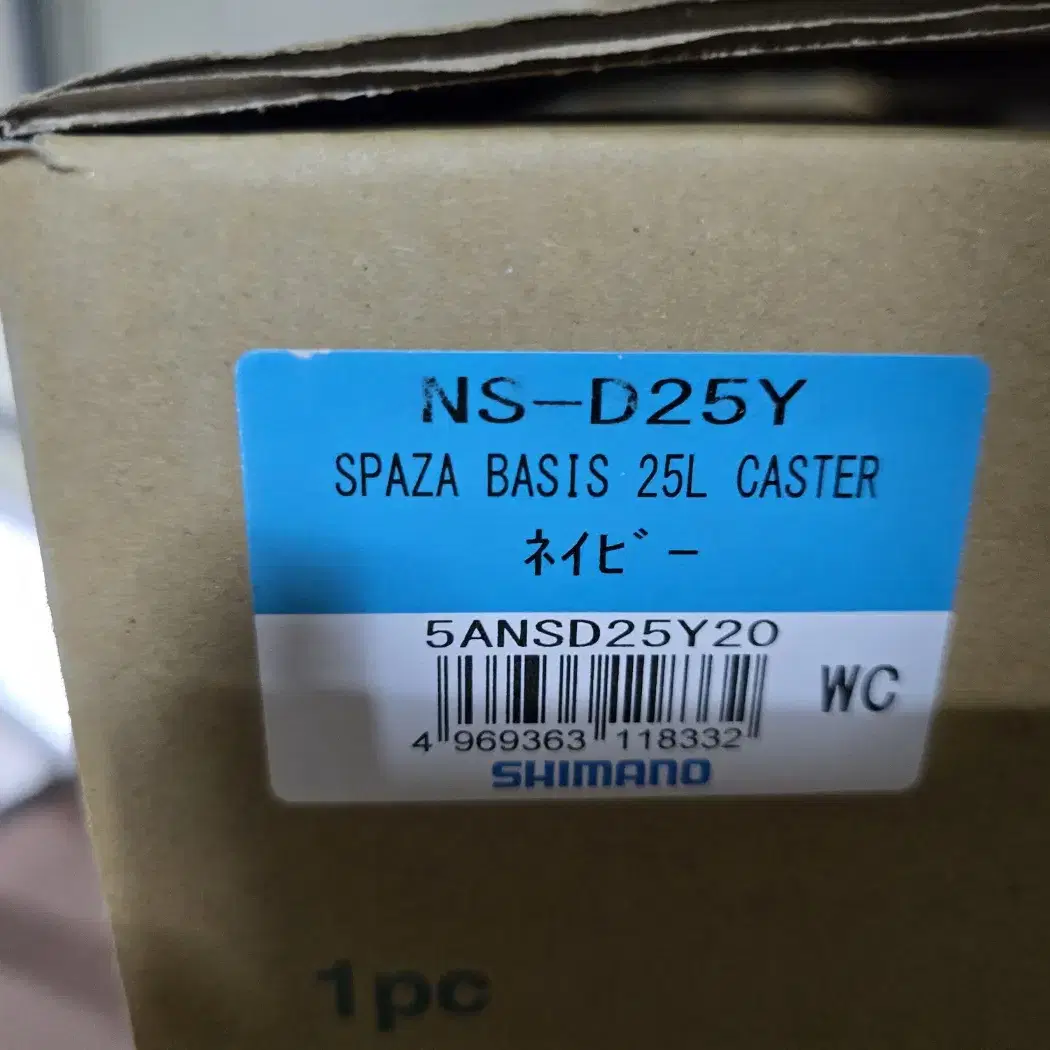 NS-D25Y
SPAZA BASIS 25L CASTER
ﾈｲﾋﾞｰ
5ANSD25Y20
WC
4 969363 118332
SHIMANO
1pc